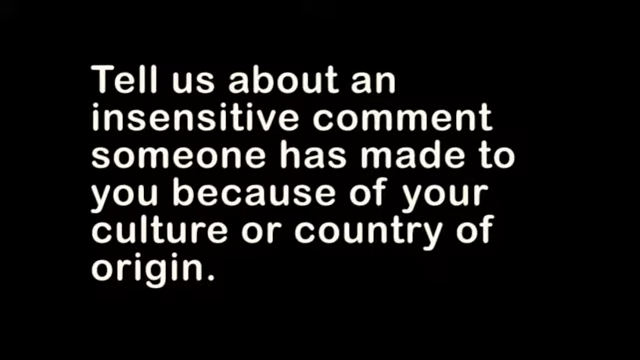 Tell us about an
insensitive comment
someone has made to
you because of your
culture or country of
origin.